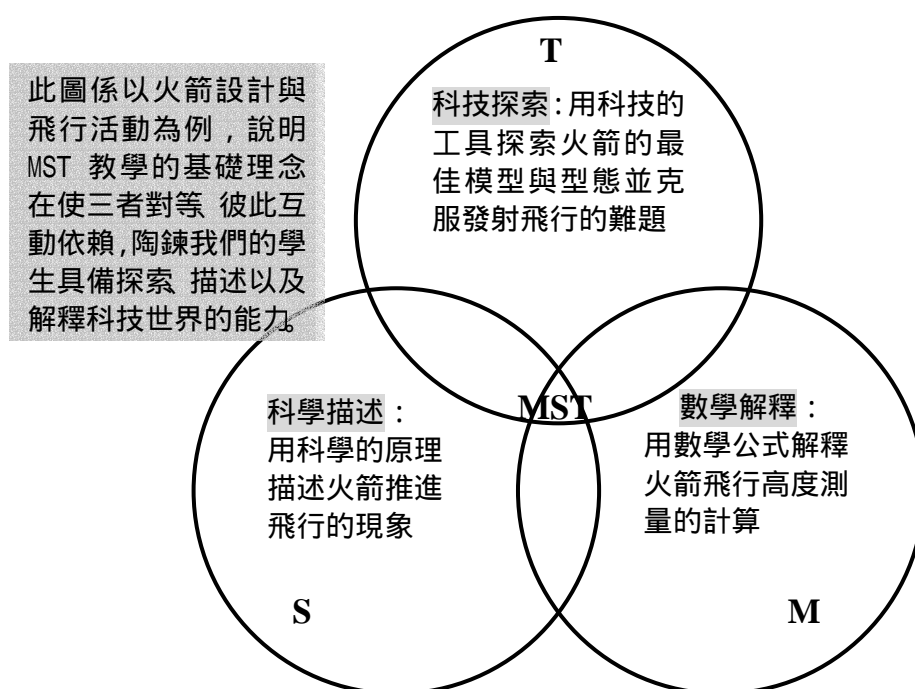 T
此圖係以火箭設計與
飛行活動為例，說明
MST 教學的基礎理念
在使三者對等、彼此互
動依賴，陶鍊我們的學
生具備探索、描述以及
解釋科技世界的能力。
科技探索：用科技的
工具探索火箭的最
佳模型與型態並克
服發射飛行的難題
MST
科學描述：
用科學的原理
描述火箭推進
飛行的現象
數學解釋：
用數學公式解釋
火箭飛行高度測
量的計算
S
M